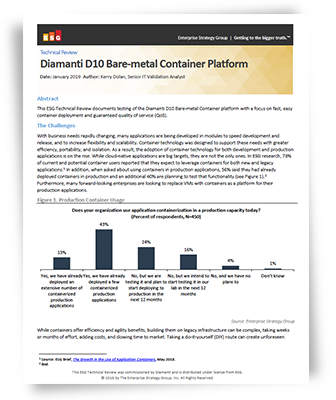 ESG
Enterprise Strategy Group | Getting to the bigger truth.™
Technical Review
Diamanti D10 Bare-metal Container Platform
Date: January 2019 Author: Kerry Dolan, Senior IT Validation Analyst
Abstract
This ESG Technical Review documents testing of the Diamanti D10 Bare-metal Container platform with a focus on fast, easy
container deployment and guaranteed quality of service (QoS).
The Challenges
With business needs rapidly changing, many applications are being developed in modules to speed development and
release, and to increase flexibility and scalability. Container technology was designed to support these needs with greater
efficiency, portability, and isolation. As a result, the adoption of container technology for both development and production
applications is on the rise. While cloud-native applications are big targets, they are not the only ones. In ESG research, 73%
of current and potential container users reported that they expect to leverage containers for both new and legacy
applications.¹ In addition, when asked about using containers in production applications, 56% said they had already
deployed containers in production and an additional 40% are planning to test that functionality (see Figure 1).²
Furthermore, many forward-looking enterprises are looking to replace VMs with containers as a platform for their
production applications.
Figure 1. Production Container Usage
Does your organization use application containerization in a production capacity today?
(Percent of respondents, N=450)
13%
43%
24%
16%
4%
1%
Yes, we have already deployed an extensive number of containerized production applications
Yes, we have already deployed a few containerized production applications
No, but we are testing it and plan to start deploying to production in the next 12 months
No, but we intend to start testing it in our lab in the next 12 months
No, and we have no plans to
Don't know
Source: Enterprise Strategy Group
While containers offer efficiency and agility benefits, building them on legacy infrastructure can be complex, taking weeks
or months of effort, adding costs, and slowing time to market. Taking a do-it-yourself (DIY) route can create unforeseen
¹ Source: ESG Brief, The Growth in the Use of Application Containers, May 2018.
² Ibid.
This ESG Technical Review was commissioned by Diamanti and is distributed under license from ESG.
© 2019 by The Enterprise Strategy Group, Inc. All Rights Reserved.